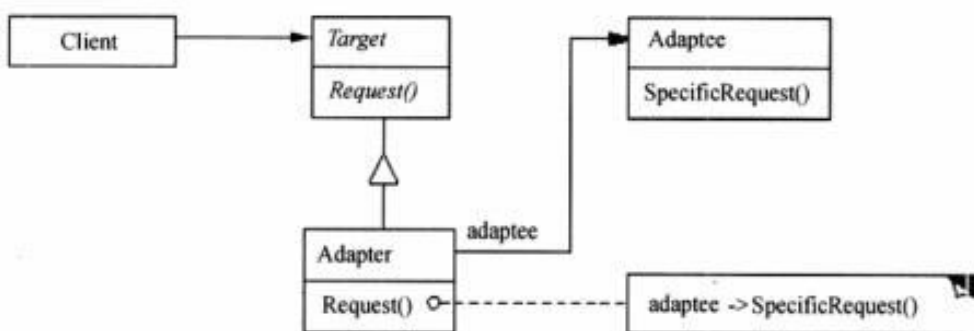 Client
Target
Request()
Adaptee
SpecificRequest()
adaptee
Adapter
Request()
adaptee ->SpecificRequest()